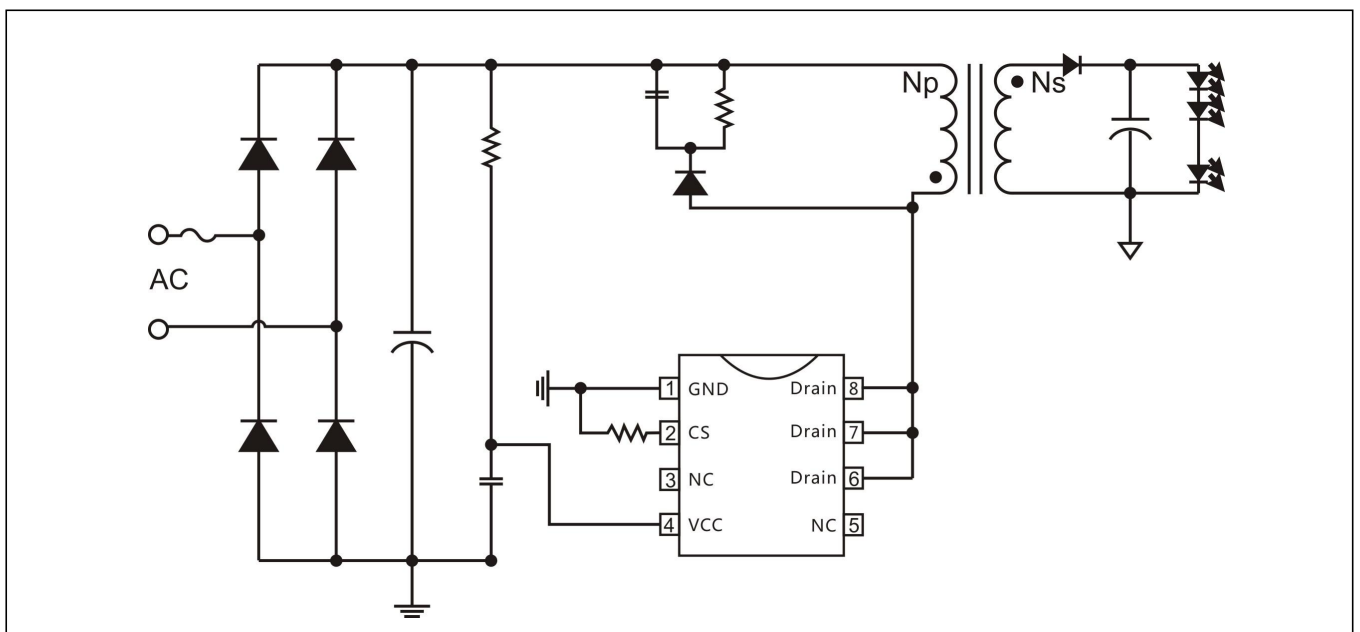 Np
Ns
AC
1 GND
Drain 8
2 CS
Drain 7
3 NC
Drain 6
4 VCC
NC 5